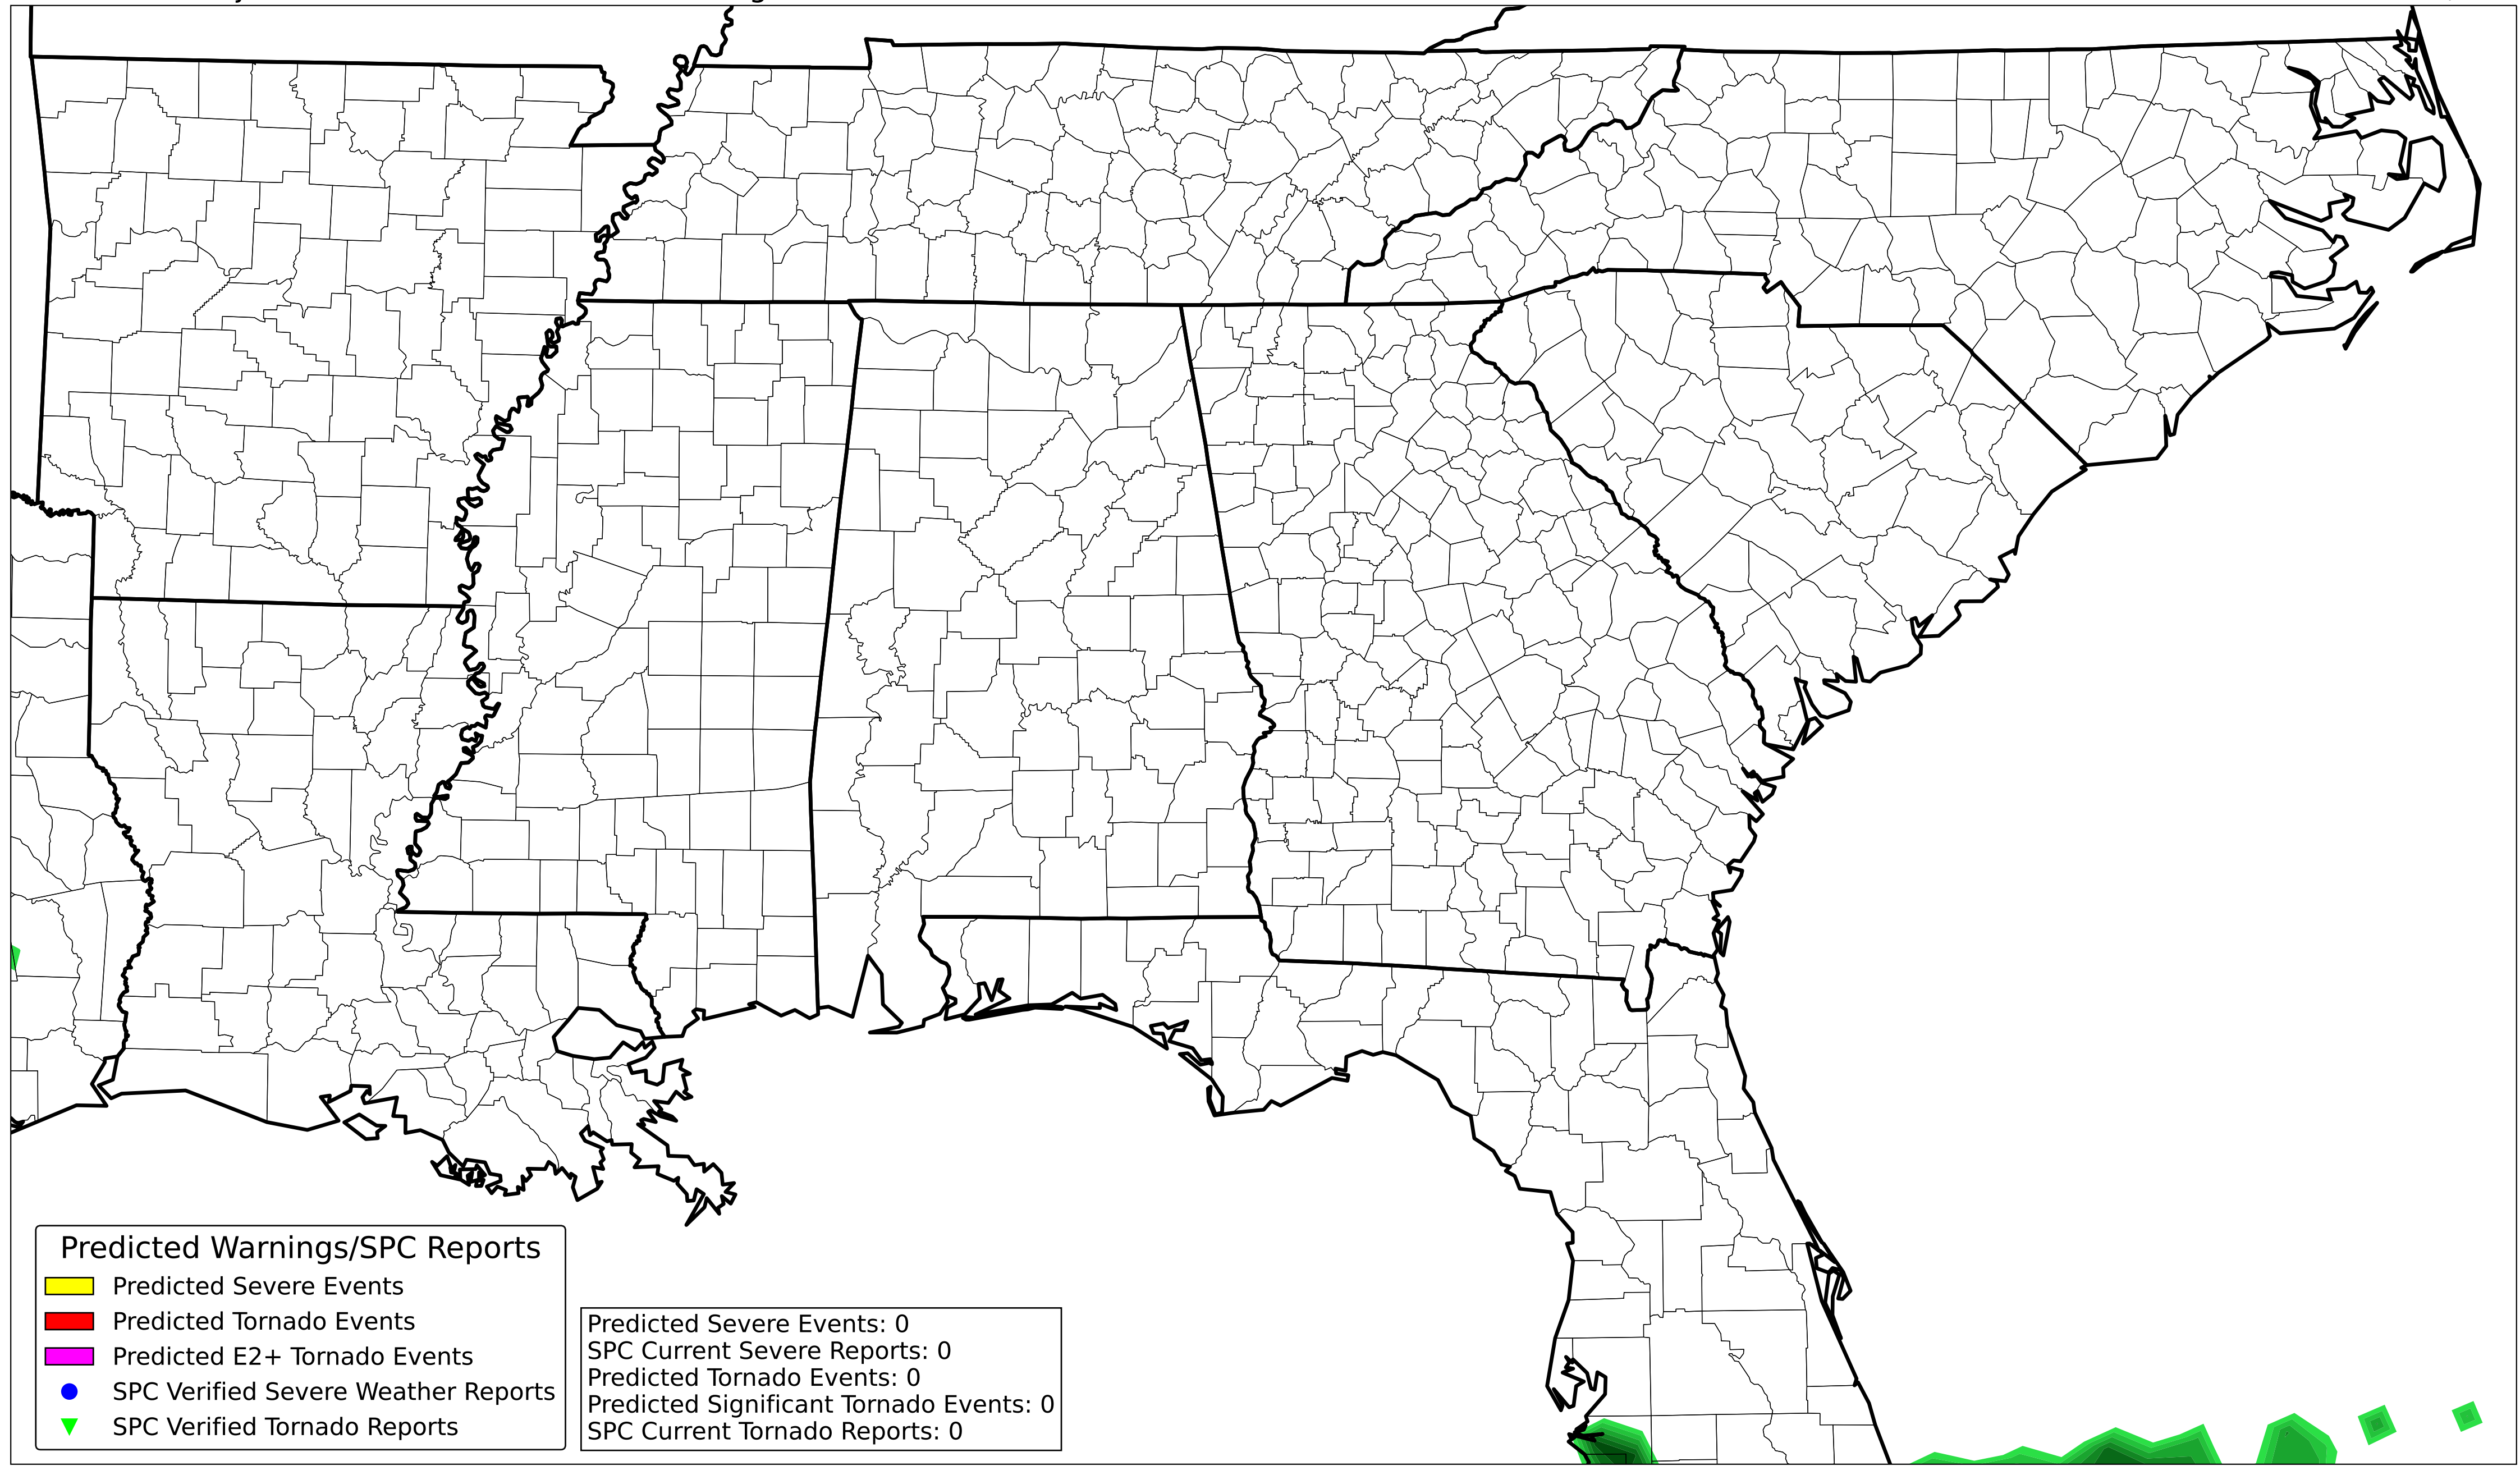 Predicted Warnings/SPC Reports
Predicted Severe Events
Predicted Tornado Events
Predicted E2+ Tornado Events
SPC Verified Severe Weather Reports
SPC Verified Tornado Reports
Predicted Severe Events: 0
SPC Current Severe Reports: 0
Predicted Tornado Events: 0
Predicted Significant Tornado Events: 0
SPC Current Tornado Reports: 0